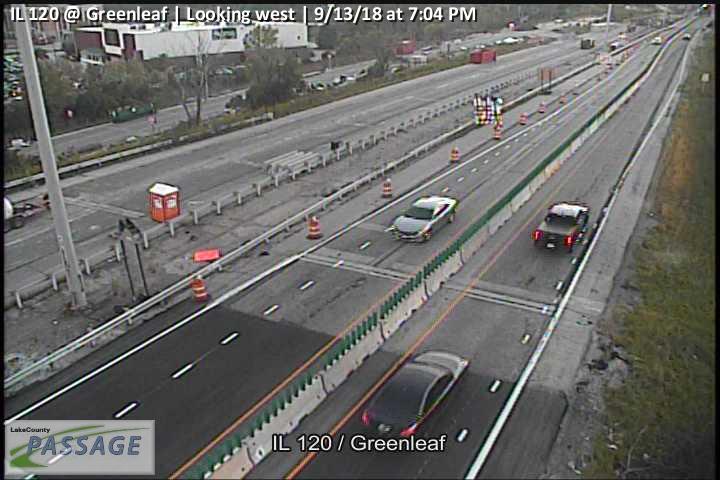 IL 120 @ Greenleaf | Looking west | 9/13/18 at 7:04 PM
LakeCounty
PASSAGE
IL 120 / Greenleaf